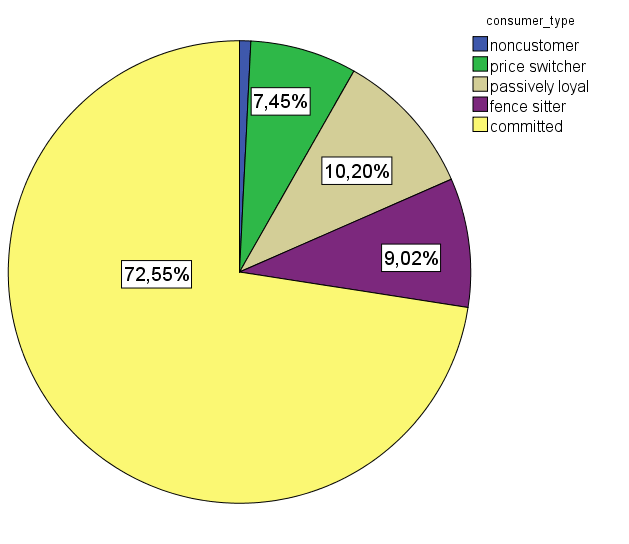 consumer_type
noncustomer
price switcher
passively loyal
fence sitter
committed
7,45%
10,20%
9,02%
72,55%